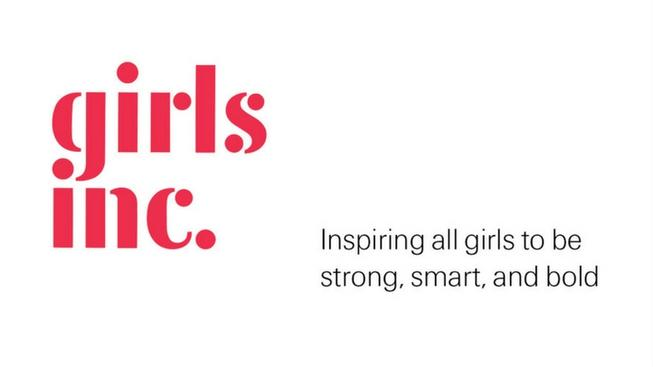 girls
inc.
Inspiring all girls to be
strong, smart, and bold